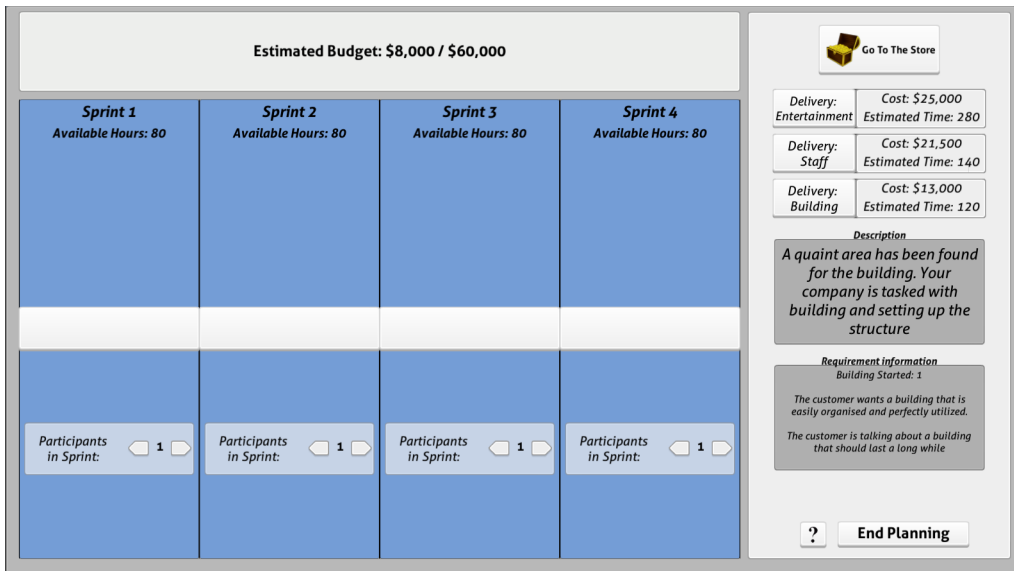 Estimated Budget: $8,000 / $60,000
Go To The Store
Sprint 1
Available Hours: 80
Sprint 2
Available Hours: 80
Sprint 3
Available Hours: 80
Sprint 4
Available Hours: 80
Participants
in Sprint:
1
Participants
in Sprint:
1
Participants
in Sprint:
1
Participants
in Sprint:
1
Delivery:
Entertainment
Cost: $25,000
Estimated Time: 280
Delivery:
Staff
Cost: $21,500
Estimated Time: 140
Delivery:
Building
Cost: $13,000
Estimated Time: 120
Description
A quaint area has been found
for the building. Your
company is tasked with
building and setting up the
structure
Requirement information
Building Started: 1
The customer wants a building that is
easily organised and perfectly utilized.
The customer is talking about a building
that should last a long while
?
End Planning